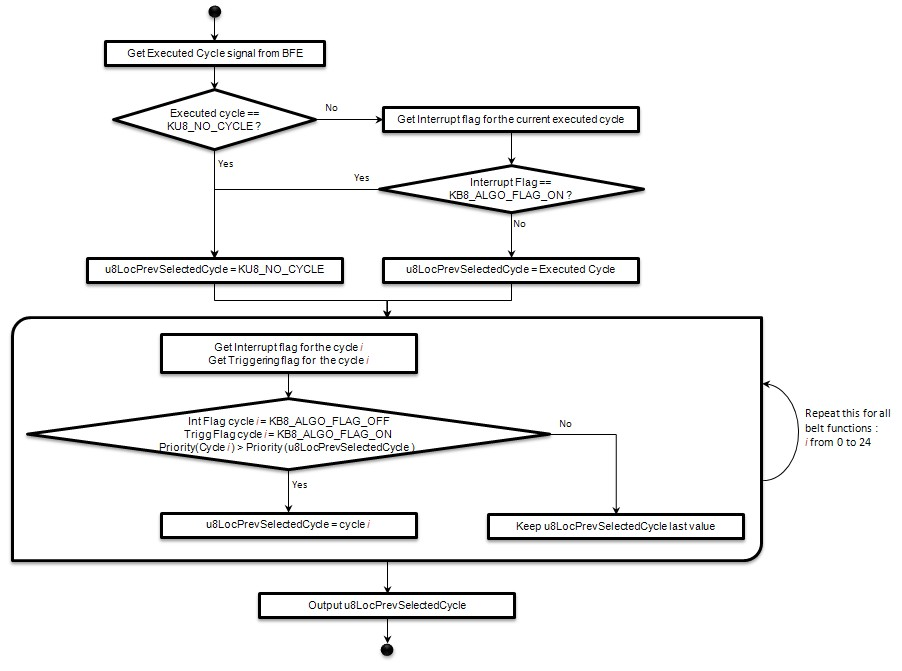 Get Executed Cycle signal from BFE
Executed cycle ==
KU8_NO_CYCLE ?
No
Get Interrupt flag for the current executed cycle
Yes
Yes
Interrupt Flag ==
KB8_ALGO_FLAG_ON ?
No
u8LocPrevSelectedCycle = KU8_NO_CYCLE
u8LocPrevSelectedCycle = Executed Cycle
Get Interrupt flag for the cycle i
Get Triggering flag for the cycle i
Int Flag cycle i = KB8_ALGO_FLAG_OFF
Trigg Flag cycle i = KB8_ALGO_FLAG_ON
Priority(Cycle i) > Priority (u8LocPrevSelectedCycle)
No
Repeat this for all
belt functions :
i from 0 to 24
Yes
u8LocPrevSelectedCycle = cycle i
Keep u8LocPrevSelectedCycle last value
Output u8LocPrevSelectedCycle